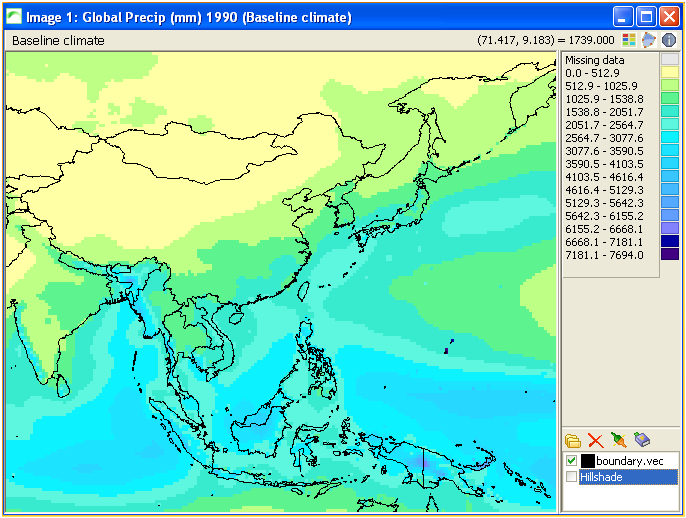 Image 1: Global Precip (mm) 1990 (Baseline climate)
Baseline climate (71.417, 9.183) = 1739.000
Missing data
0.0 - 512.9
512.9 - 1025.9
1025.9 - 1538.8
1538.8 - 2051.7
2051.7 - 2564.7
2564.7 - 3077.6
3077.6 - 3590.5
3590.5 - 4103.5
4103.5 - 4616.4
4616.4 - 5129.3
5129.3 - 5642.3
5642.3 - 6155.2
6155.2 - 6668.1
6668.1 - 7181.1
7181.1 - 7694.0
boundary.vec
Hillshade